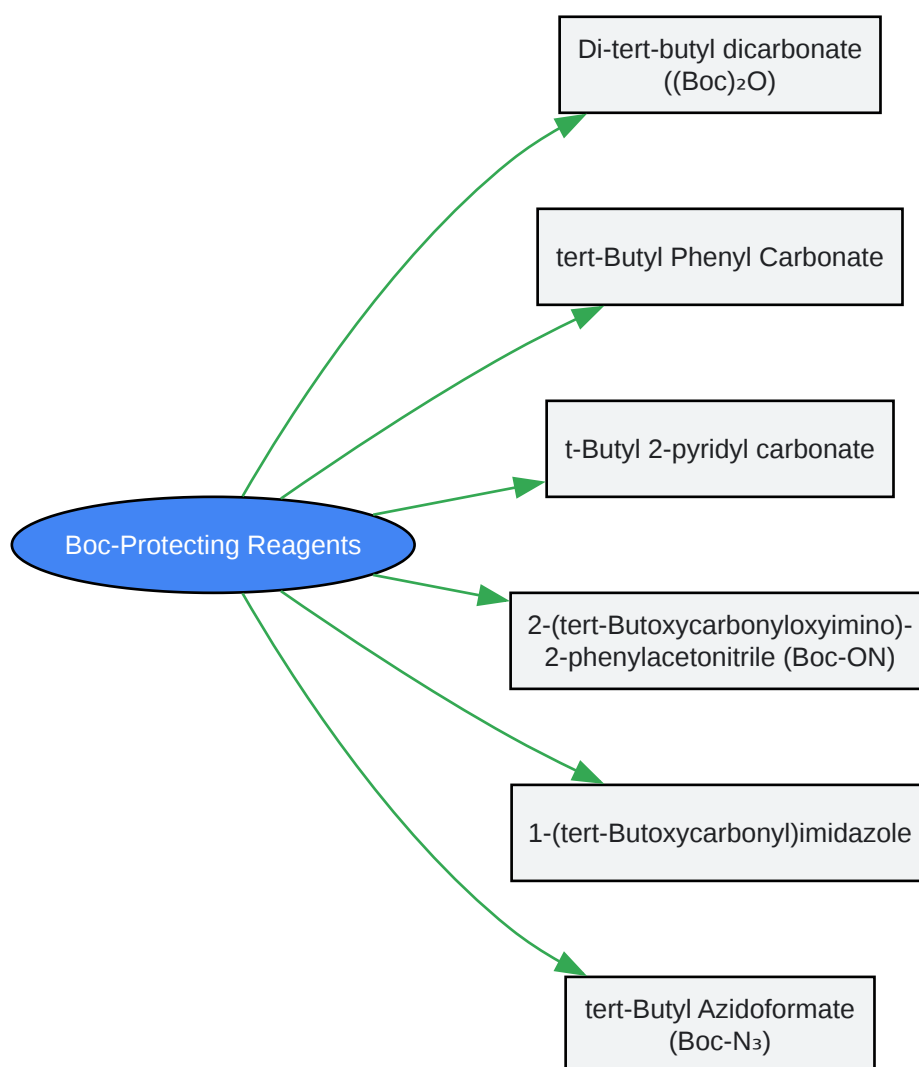 Di-tert-butyl dicarbonate
((Boc)₂O)
tert-Butyl Phenyl Carbonate
t-Butyl 2-pyridyl carbonate
Boc-Protecting Reagents
2-(tert-Butoxycarbonyloxyimino)-
2-phenylacetonitrile (Boc-ON)
1-(tert-Butoxycarbonyl)imidazole
tert-Butyl Azidoformate
(Boc-N₃)